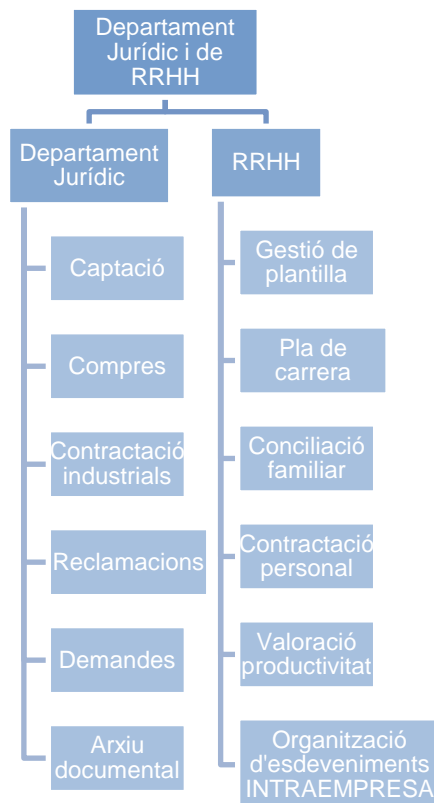 Departament
Jurídic i de
RRHH
Departament
Jurídic
RRHH
Captació
Compres
Contractació
industrials
Reclamacions
Demandes
Arxiu
documental
Gestió de
plantilla
Pla de
carrera
Conciliació
familiar
Contractació
personal
Valoració
productivitat
Organització
d'esdeveniments
INTRAEMPRESA